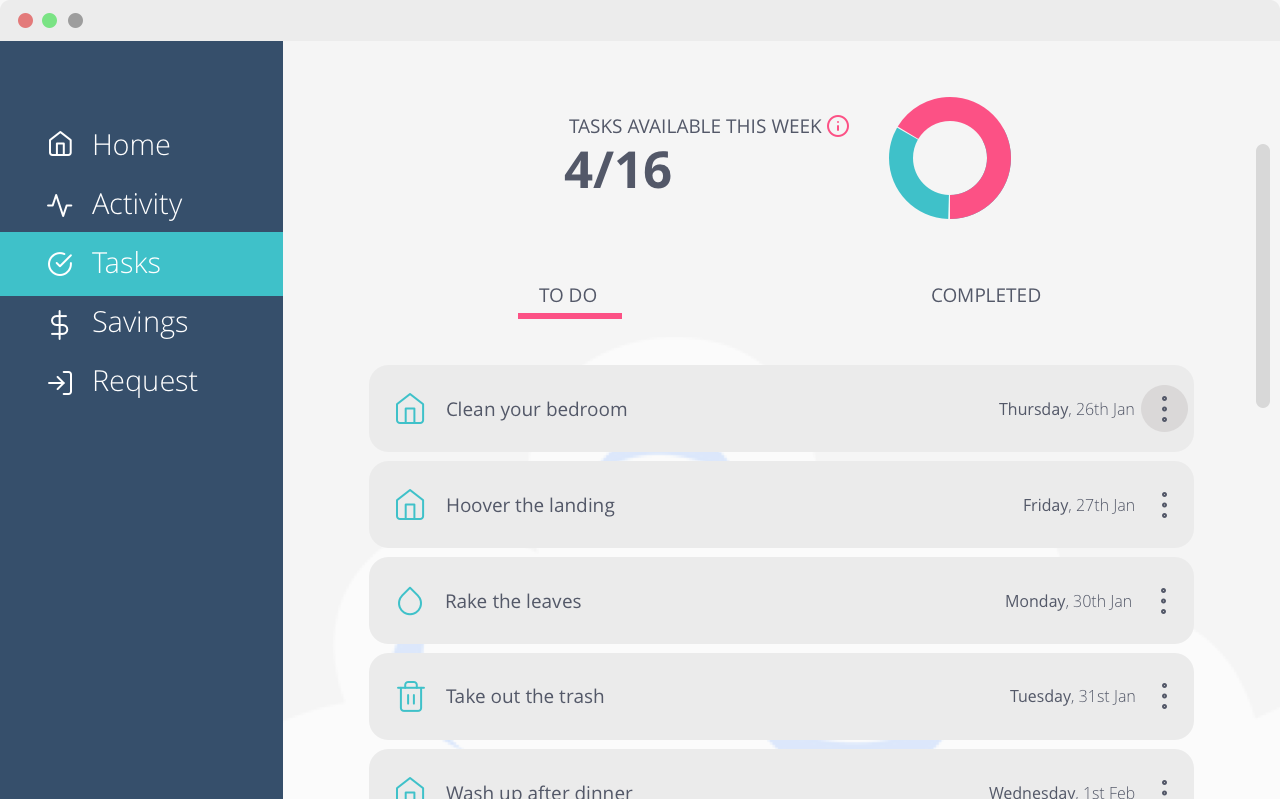 Home
Activity
Tasks
Savings
Request
TASKS AVAILABLE THIS WEEK
4/16
TO DO COMPLETED
Clean your bedroom Thursday, 26th Jan
Hoover the landing Friday, 27th Jan
Rake the leaves Monday, 30th Jan
Take out the trash Tuesday, 31st Jan
Wash up after dinner Wednesday, 1st Feb